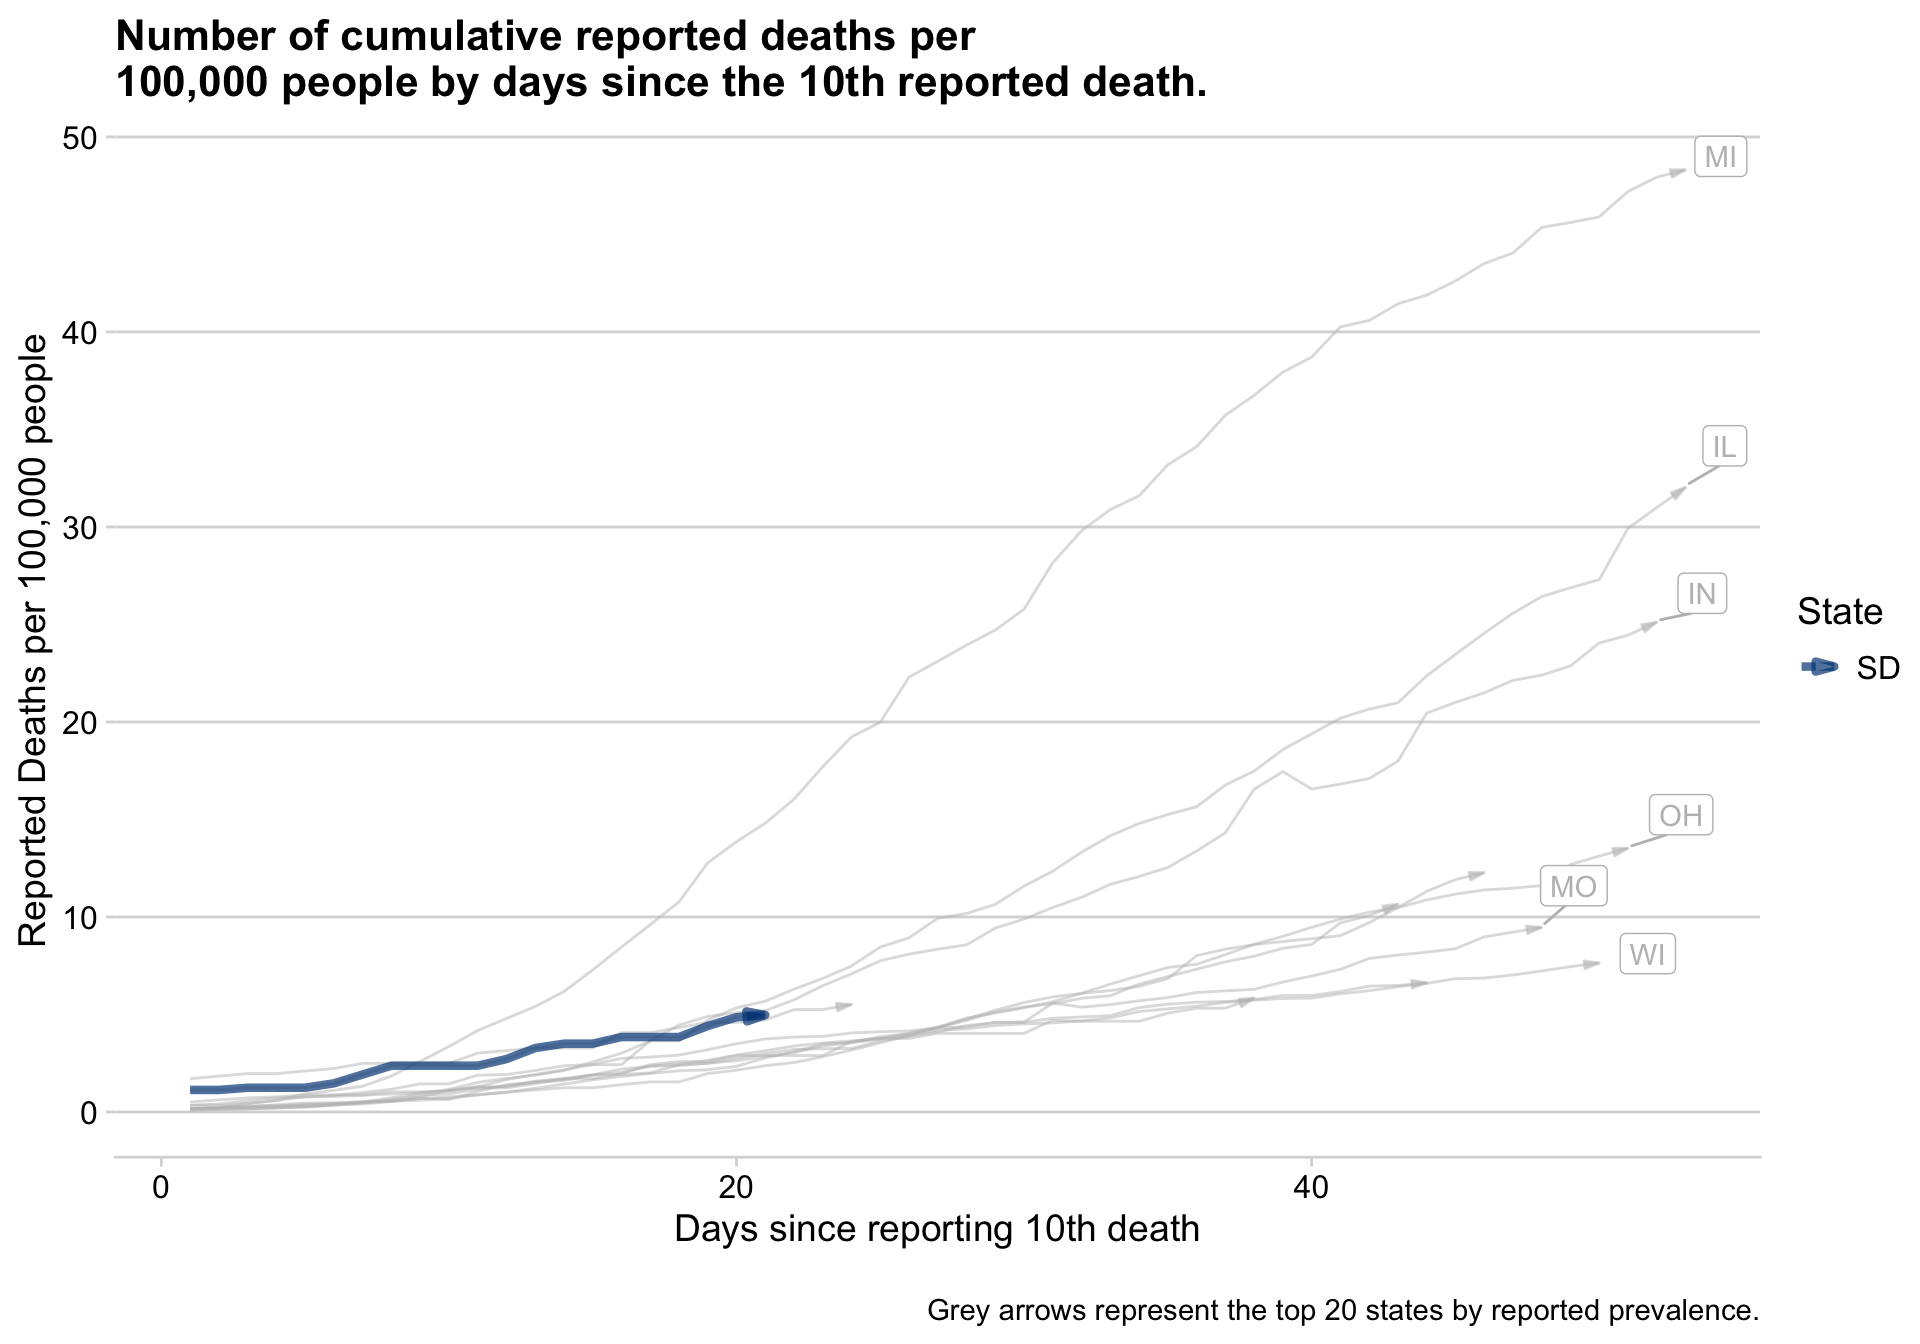 Number of cumulative reported deaths per
100,000 people by days since the 10th reported death.
Reported Deaths per 100,000 people
50
40
30
20
10
0
MI
IL
IN
OH
MO
WI
State
SD
0
20
40
Days since reporting 10th death
Grey arrows represent the top 20 states by reported prevalence.